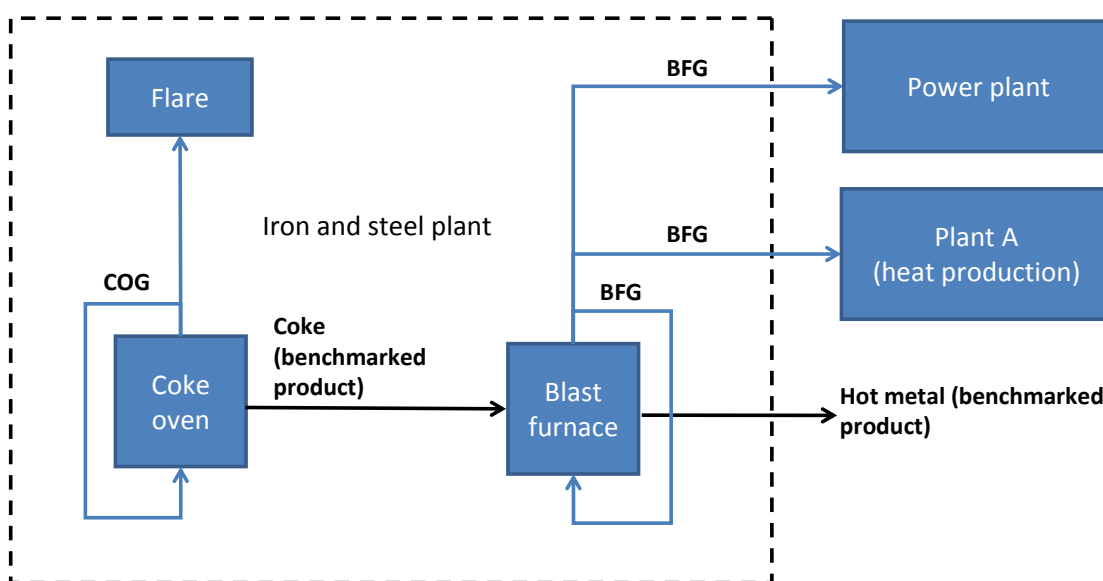 BFG
Power plant
Flare
Iron and steel plant
BFG
Plant A
(heat production)
COG
BFG
Coke
(benchmarked
product)
Coke
oven
Blast
furnace
Hot metal (benchmarked
product)